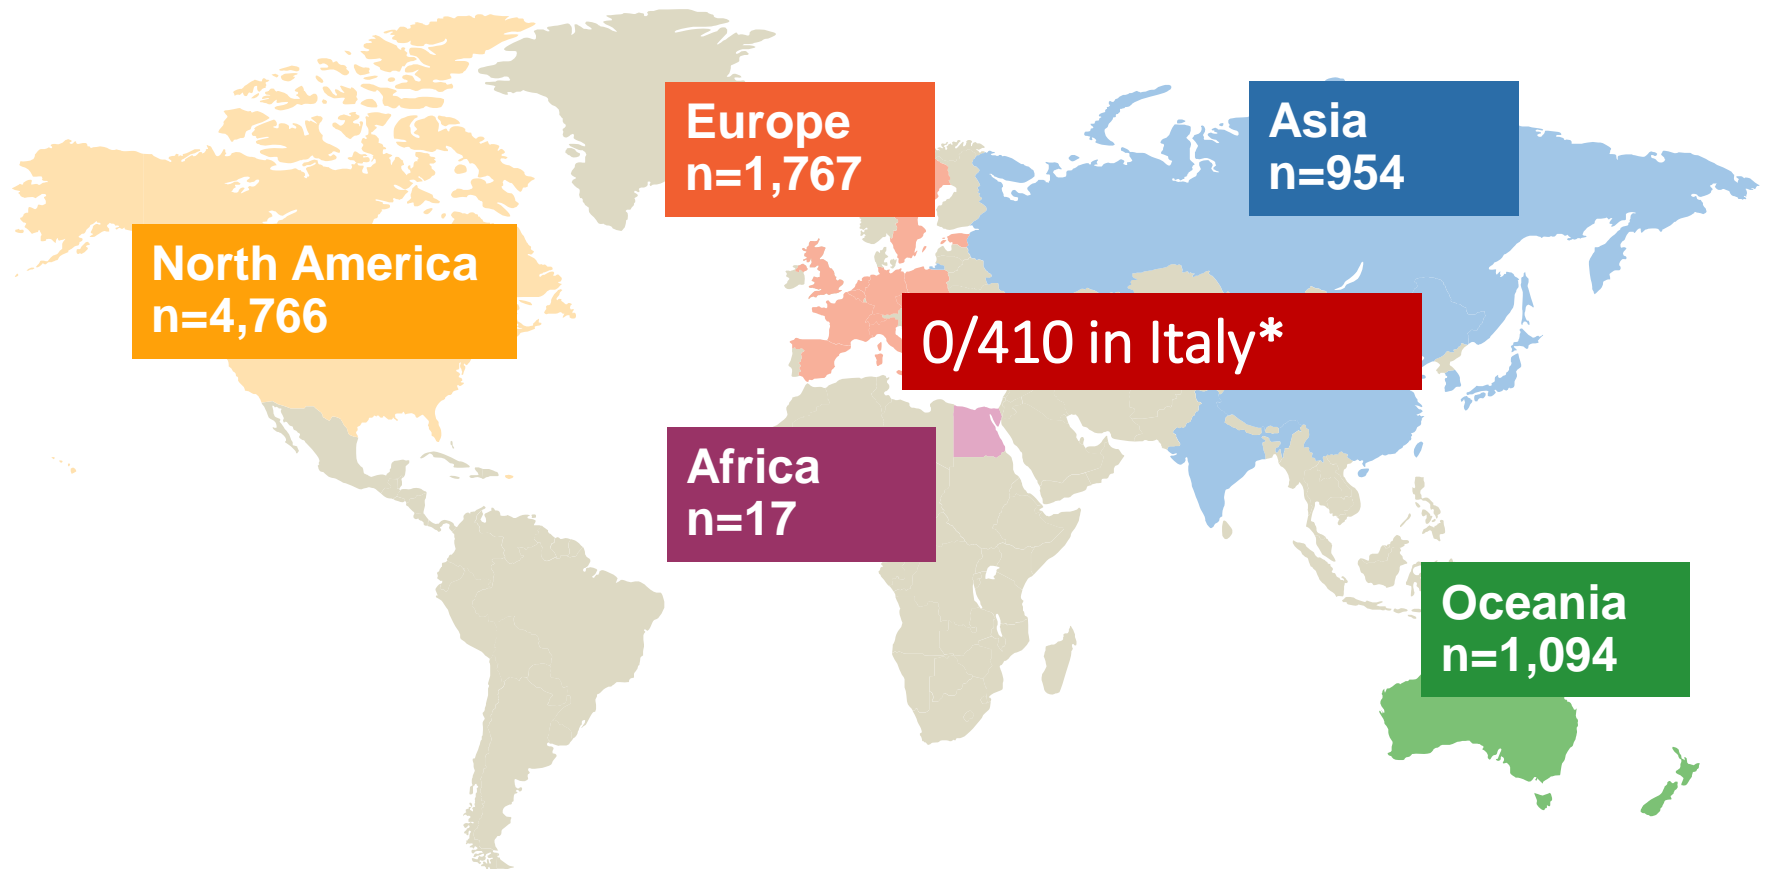 Europe
n=1,767
Asia
n=954
North America
n=4,766
0/410 in Italy*
Africa
n=17
Oceania
n=1,094